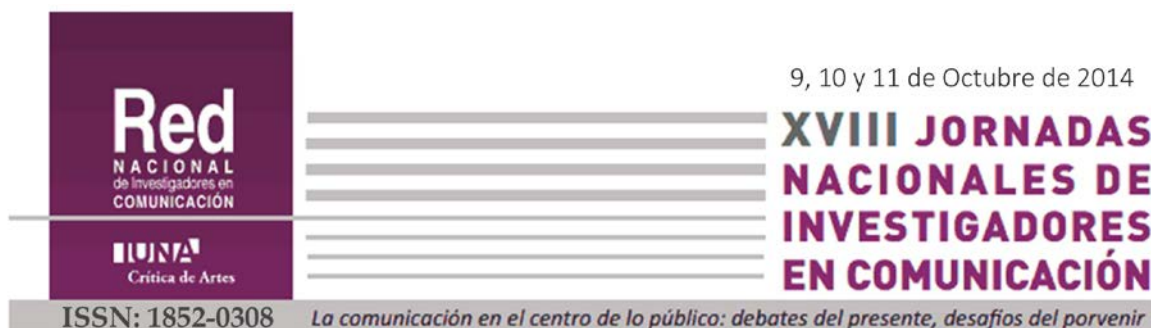 Red
NACIONAL
de Investigadores en
COMUNICACIÓN
IUNA
Crítica de Artes
9, 10 y 11 de Octubre de 2014
XVIII JORNADAS
NACIONALES DE
INVESTIGADORES
EN COMUNICACIÓN
ISSN: 1852-0308
La comunicación en el centro de lo público: debates del presente, desafíos del porvenir